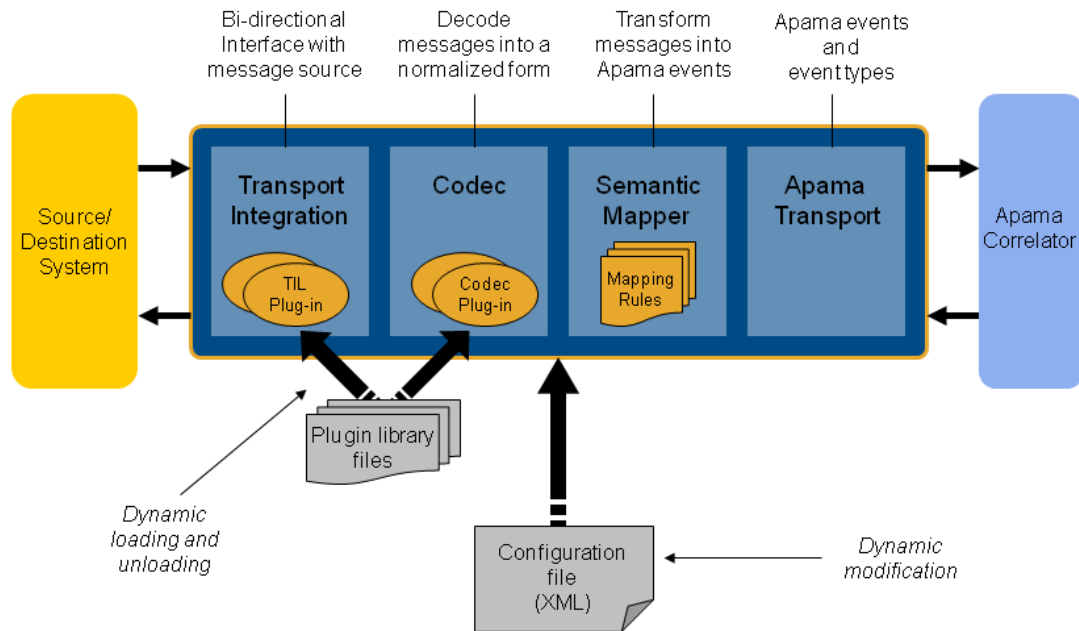 Bi-directional
Interface with
message source
Decode
messages into a
normalized form
Transform
messages into
Apama events
Apama events
and
event types
Source/
Destination
System
Transport
Integration
TIL
Plug-in
Codec
Codec
Plug-in
Semantic
Mapper
Mapping
Rules
Apama
Transport
Apama
Correlator
Plugin library
files
Dynamic
loading and
unloading
Configuration
file
(XML)
Dynamic
modification